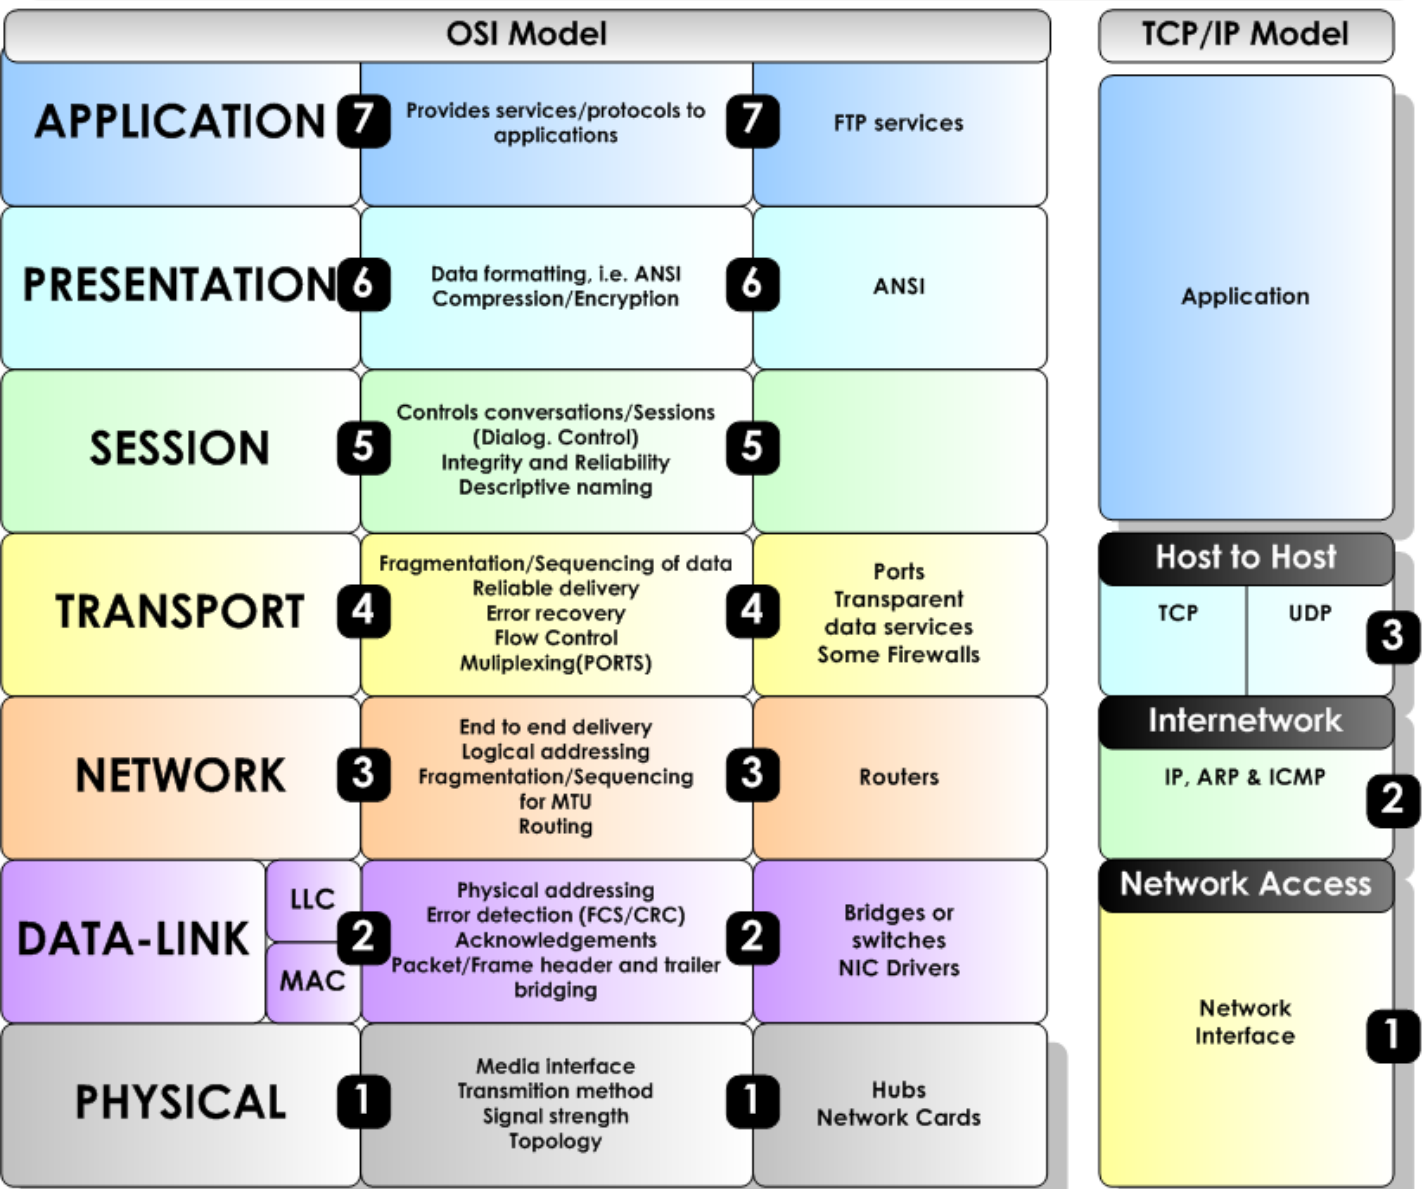 OSI Model
TCP/IP Model
APPLICATION
7
Provides services/protocols to
applications
7
FTP services
PRESENTATION
6
Data formatting, i.e. ANSI
Compression/Encryption
6
ANSI
SESSION
5
Controls conversations/Sessions
(Dialog. Control)
Integrity and Reliability
Descriptive naming
5
TRANSPORT
4
Fragmentation/Sequencing of data
Reliable delivery
Error recovery
Flow Control
Muliplexing(PORTS)
4
Ports
Transparent
data services
Some Firewalls
NETWORK
3
End to end delivery
Logical addressing
Fragmentation/Sequencing
for MTU
Routing
3
Routers
DATA-LINK
LLC
MAC
2
Physical addressing
Error detection (FCS/CRC)
Acknowledgements
Packet/Frame header and trailer
bridging
2
Bridges or
switches
NIC Drivers
PHYSICAL
1
Media interface
Transmition method
Signal strength
Topology
1
Hubs
Network Cards
Application
Host to Host
TCP
UDP
3
Internetwork
IP, ARP & ICMP
2
Network Access
Network
Interface
1